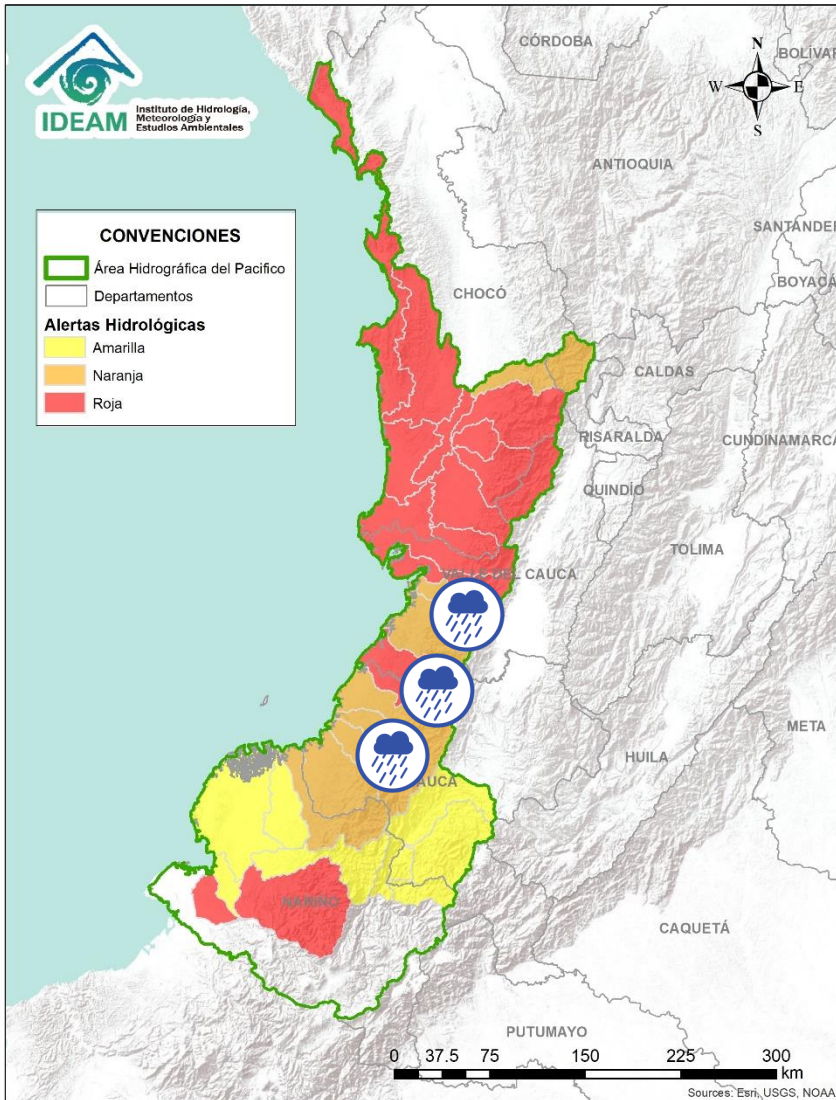 IDEAM
Instituto de Hidrología,
Meteorología y
Estudios Ambientales
CÓRDOBA
BOLÍVAR
N
W E
S
ANTIOQUIA
SANTANDER
CONVENCIONES
Área Hidrográfica del Pacifico
Departamentos
Alertas Hidrológicas
Amarilla
Naranja
Roja
BOYACÁ
CHOCÓ
CALDAS
RISARALDA
CUNDINAMARCA
QUINDÍO
TOLIMA
VALLE DEL CAUCA
META
HUILA
AUCA
NARIÑO
CAQUETÁ
PUTUMAYO
0 37.5 75 150 225 300
km
Sources: Esri, USGS, NOAA